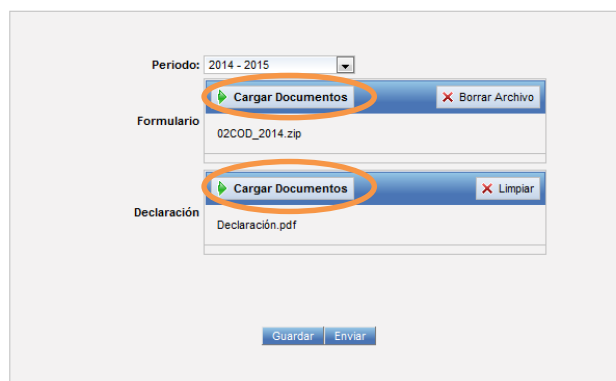 Periodo: 2014 - 2015
Cargar Documentos Borrar Archivo
Formulario
02COD_2014.zip
Cargar Documentos Limpiar
Declaración
Declaración.pdf
Guardar Enviar